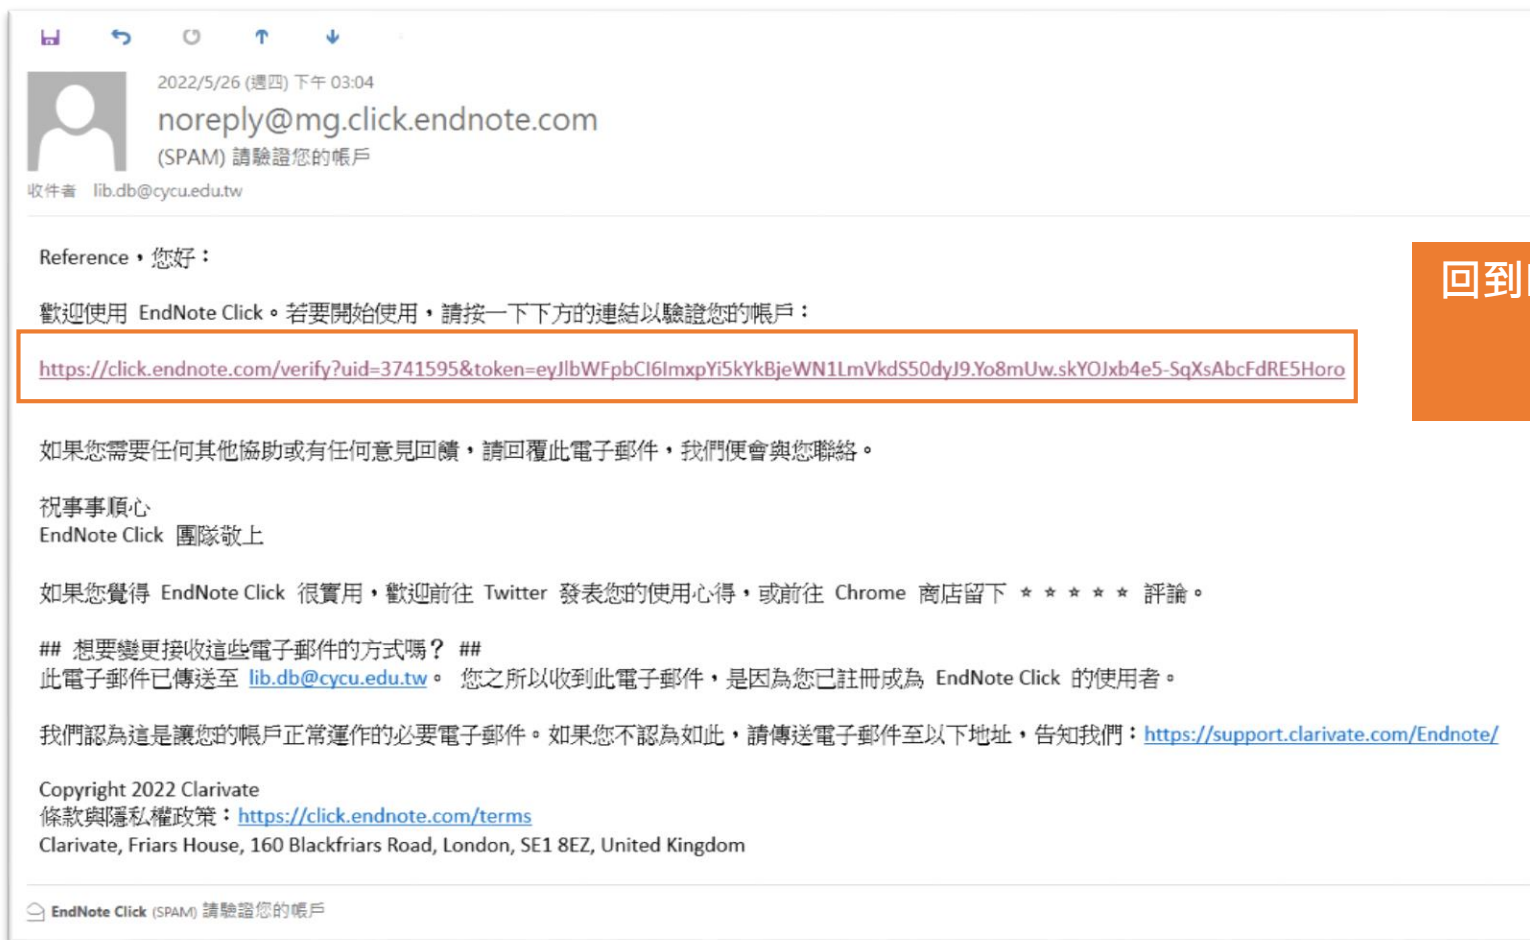 2022/5/26 (週四) 下午 03:04
noreply@mg.click.endnote.com
(SPAM) 請驗證您的帳戶
收件者 lib.db@cycu.edu.tw
Reference，您好：
歡迎使用 EndNote Click。若要開始使用，請按一下下方的連結以驗證您的帳戶：
回到
https://click.endnote.com/verify?uid=3741595&token=eyJlbWFpbCI6ImxpYi5kYkBjeWN1LmVkdS50dyJ9.Yo8mUw.skYOJxb4e5-SqXsAbcFdRE5Horo
如果您需要任何其他協助或有任何意見回饋，請回覆此電子郵件，我們便會與您聯絡。
祝事事順心
EndNote Click 團隊敬上
如果您覺得 EndNote Click 很實用，歡迎前往 Twitter 發表您的使用心得，或前往 Chrome 商店留下 ★ ★ ★ ★ ★ 評論。
## 想要變更接收這些電子郵件的方式嗎？ ##
此電子郵件已傳送至 lib.db@cycu.edu.tw。 您之所以收到此電子郵件，是因為您已註冊成為 EndNote Click 的使用者。
我們認為這是讓您的帳戶正常運作的必要電子郵件。如果您不認為如此，請傳送電子郵件至以下地址，告知我們：https://support.clarivate.com/Endnote/
Copyright 2022 Clarivate
條款與隱私權政策：https://click.endnote.com/terms
Clarivate, Friars House, 160 Blackfriars Road, London, SE1 8EZ, United Kingdom
EndNote Click (SPAM) 請驗證您的帳戶